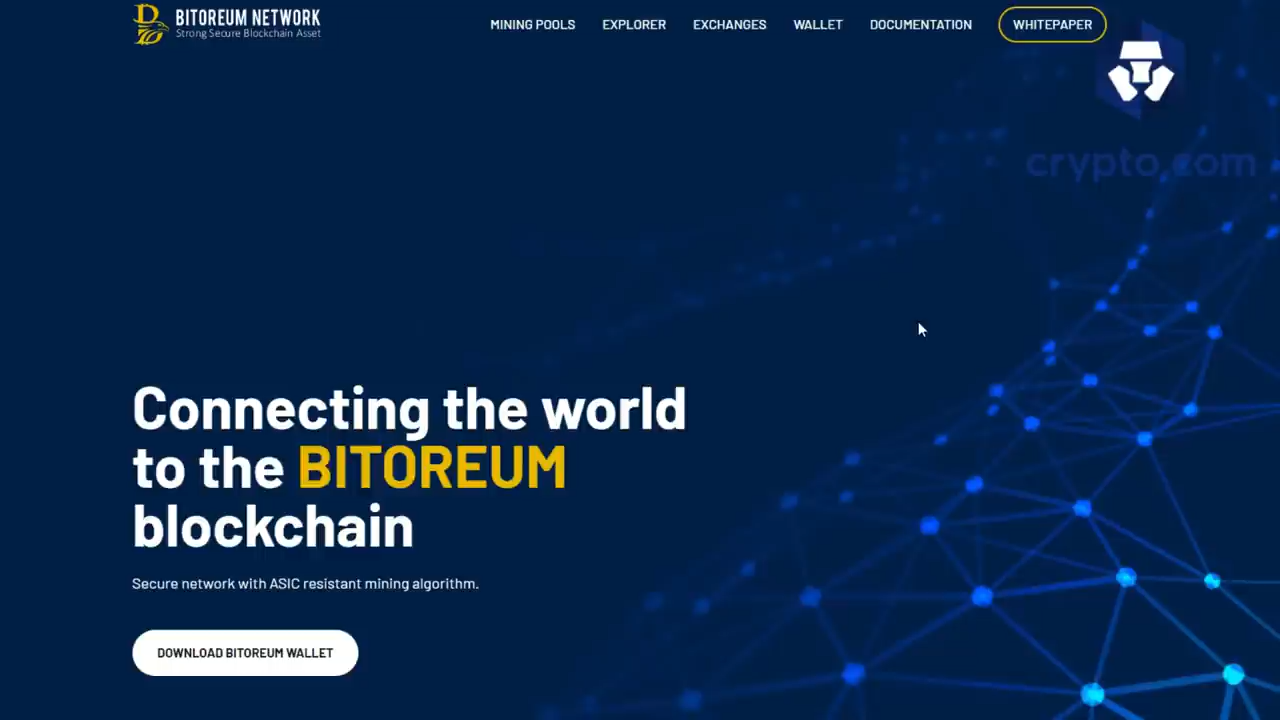 BITOREUM NETWORK
Strong Secure Blockchain Asset
MINING POOLS
EXPLORER
EXCHANGES
WALLET
DOCUMENTATION
WHITEPAPER
crypto.com
Connecting the world
to the BITOREUM
blockchain
Secure network with ASIC resistant mining algorithm.
DOWNLOAD BITOREUM WALLET